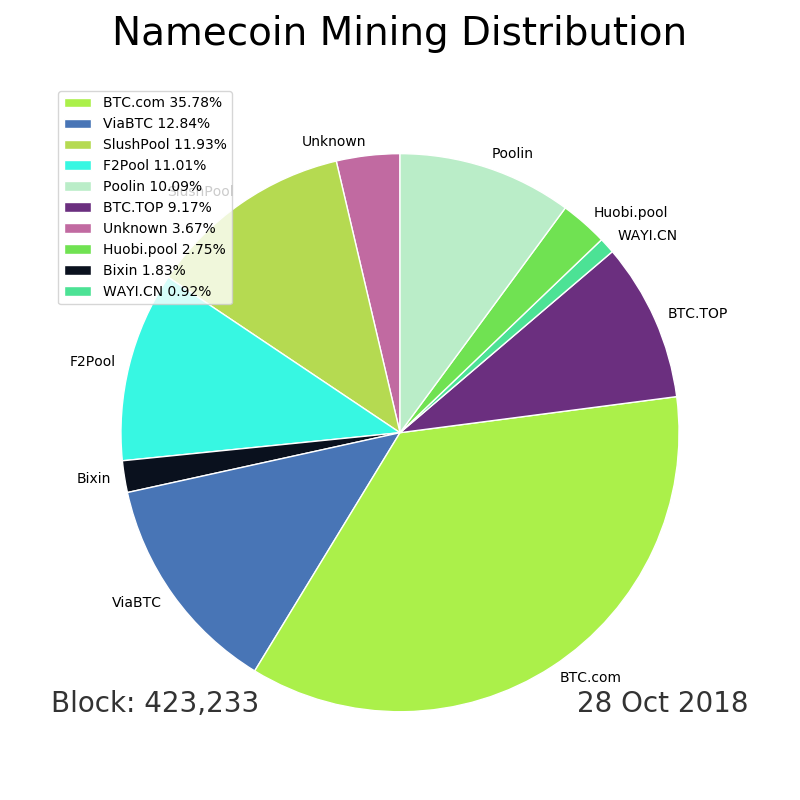 Namecoin Mining Distribution
BTC.com 35.78%
ViaBTC 12.84%
SlushPool 11.93%
F2Pool 11.01%
Poolin 10.09%
BTC.TOP 9.17%
Unknown 3.67%
Huobi.pool 2.75%
Bixin 1.83%
WAYI.CN 0.92%
Unknown
Poolin
SlushPool
Huobi.pool
WAYI.CN
BTC.TOP
F2Pool
Bixin
ViaBTC
BTC.com
Block: 423,233
28 Oct 2018